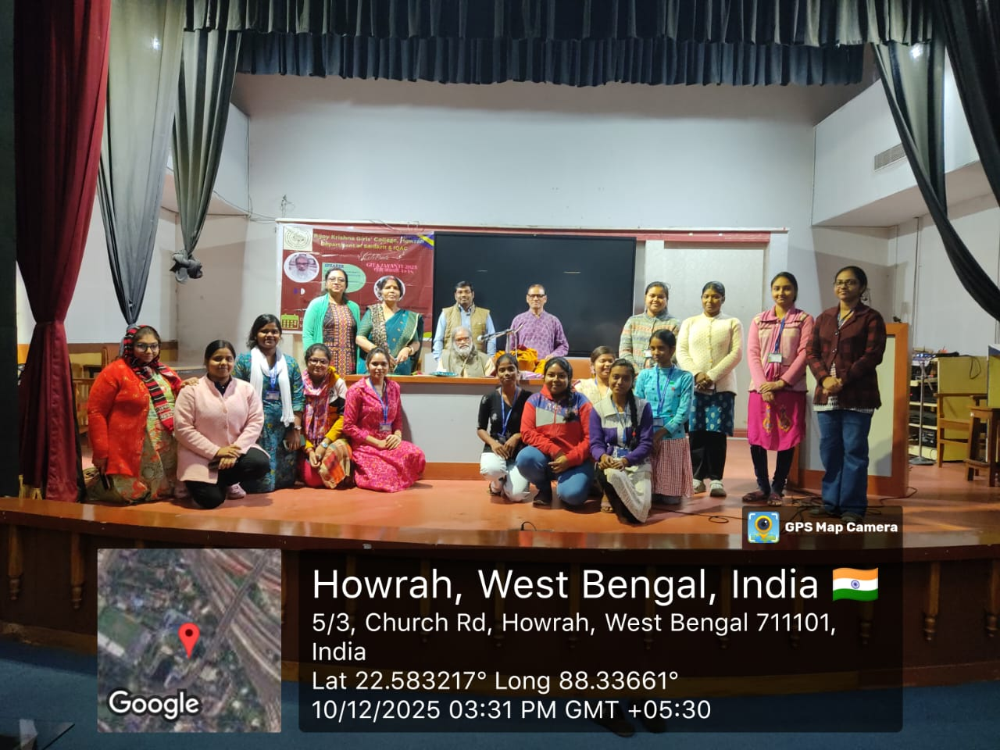 Bijoy Krishna Girls' College, Howrah
Department of Sanskrit & IQAC
SPEAKER
GITA JAYANTI 2025
GPS Map Camera
Howrah, West Bengal, India
5/3, Church Rd, Howrah, West Bengal 711101,
India
Lat 22.583217° Long 88.33661°
10/12/2025 03:31 PM GMT +05:30
Google